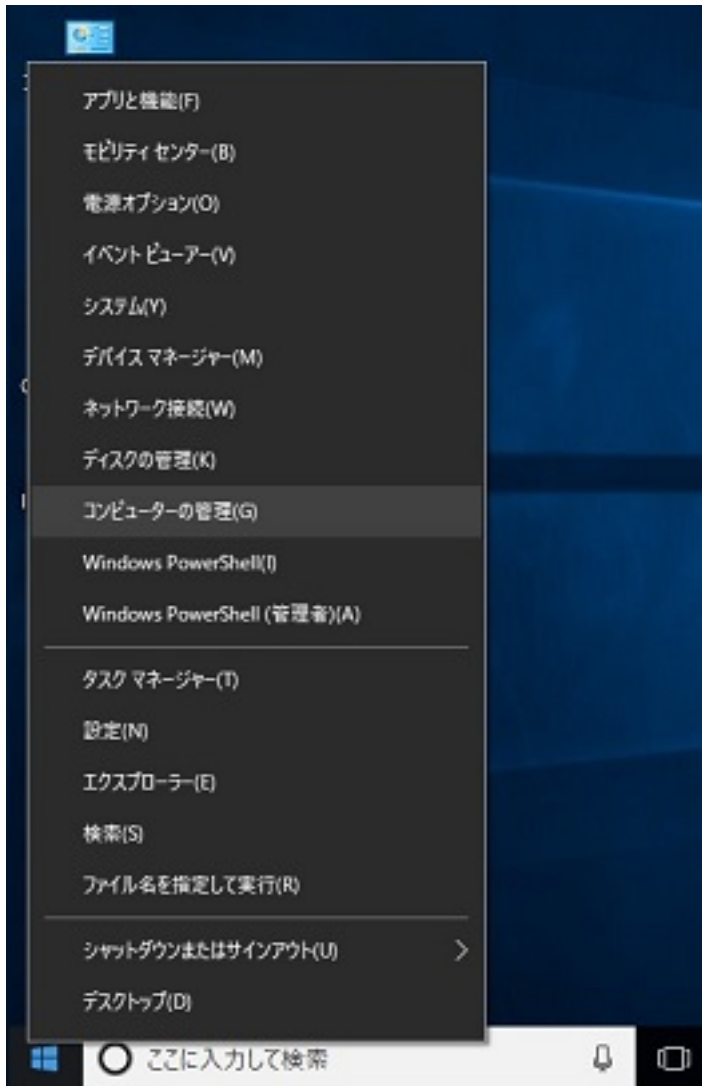 アプリと機能(F)
モビリティ センター(B)
電源オプション(O)
イベント ビューアー(V)
システム(Y)
デバイス マネージャー(M)
ネットワーク接続(W)
ディスクの管理(K)
コンピューターの管理(G)
Windows PowerShell(I)
Windows PowerShell (管理者)(A)
タスク マネージャー(T)
設定(N)
エクスプローラー(E)
検索(S)
ファイル名を指定して実行(R)
シャットダウンまたはサインアウト(U)
デスクトップ(D)
ここに入力して検索